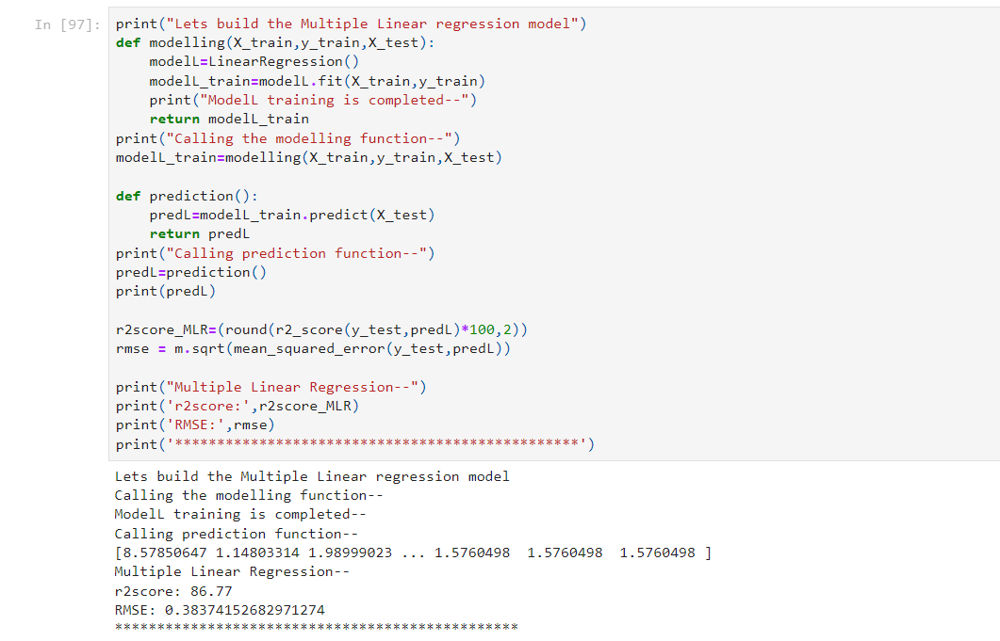 In [97]:
print("Lets build the Multiple Linear regression model")
def modelling(X_train,y_train,X_test):
    modelL=LinearRegression()
    modelL_train=modelL.fit(X_train,y_train)
    print("ModelL training is completed--")
    return modelL_train
print("Calling the modelling function--")
modelL_train=modelling(X_train,y_train,X_test)

def prediction():
    predL=modelL_train.predict(X_test)
    return predL
print("Calling prediction function--")
predL=prediction()
print(predL)

r2score_MLR=(round(r2_score(y_test,predL)*100,2))
rmse = m.sqrt(mean_squared_error(y_test,predL))

print("Multiple Linear Regression--")
print('r2score:',r2score_MLR)
print('RMSE:',rmse)
print('************************************************')
Lets build the Multiple Linear regression model
Calling the modelling function--
ModelL training is completed--
Calling prediction function--
[8.57850647 1.14803314 1.98999023 ... 1.5760498  1.5760498  1.5760498 ]
Multiple Linear Regression--
r2score: 86.77
RMSE: 0.38374152682971274
************************************************